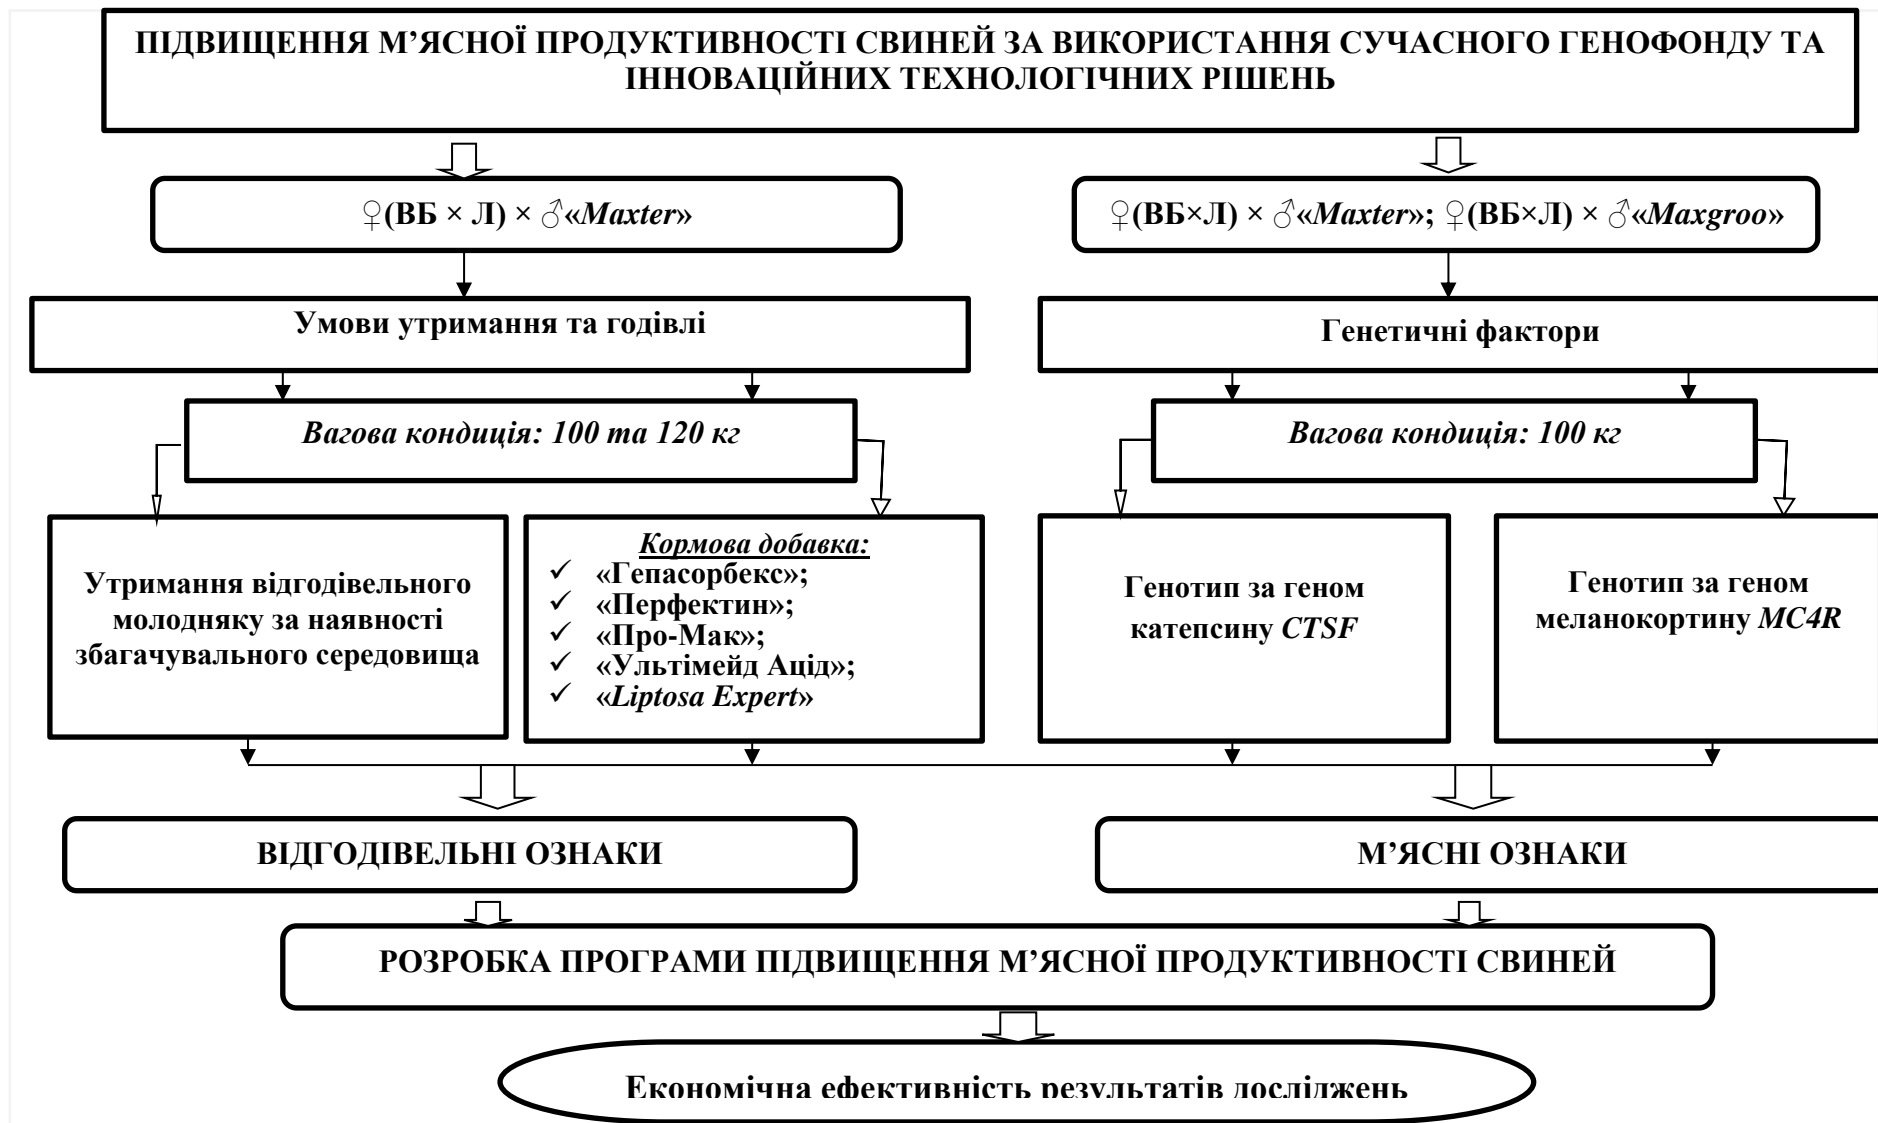 ПІДВИЩЕННЯ М’ЯСНОЇ ПРОДУКТИВНОСТІ СВИНЕЙ ЗА ВИКОРИСТАННЯ СУЧАСНОГО ГЕНОФОНДУ ТА
ІННОВАЦІЙНИХ ТЕХНОЛОГІЧНИХ РІШЕНЬ
♀(ВБ × Л) × ♂«Maxter»
♀(ВБ×Л) × ♂«Maxter»; ♀(ВБ×Л) × ♂«Maxgroo»
Умови утримання та годівлі
Генетичні фактори
Вагова кондиція: 100 та 120 кг
Вагова кондиція: 100 кг
Утримання відгодівельного
молодняку за наявності
збагачувального середовища
Кормова добавка:
✓ «Гепасорбекс»;
✓ «Перфектин»;
✓ «Про-Мак»;
✓ «Ультімейд Ацід»;
✓ «Liptosa Expert»
Генотип за геном
катепсину CTSF
Генотип за геном
меланокортину MC4R
ВІДГОДІВЕЛЬНІ ОЗНАКИ
М’ЯСНІ ОЗНАКИ
РОЗРОБКА ПРОГРАМИ ПІДВИЩЕННЯ М’ЯСНОЇ ПРОДУКТИВНОСТІ СВИНЕЙ
Економічна ефективність результатів досліджень